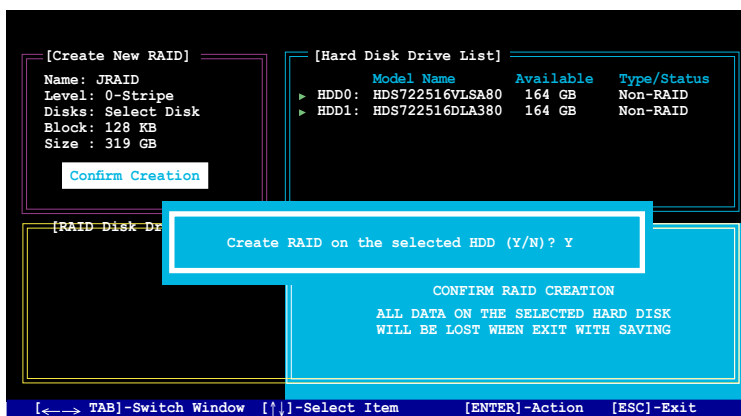 [Create New RAID]
Name: JRAID
Level: 0-Stripe
Disks: Select Disk
Block: 128 KB
Size : 319 GB
Confirm Creation
[Hard Disk Drive List]
Model Name Available Type/Status
HDD0: HDS722516VLSA80 164 GB Non-RAID
HDD1: HDS722516DLA380 164 GB Non-RAID
[RAID Disk Dr
Create RAID on the selected HDD (Y/N)? Y
CONFIRM RAID CREATION
ALL DATA ON THE SELECTED HARD DISK
WILL BE LOST WHEN EXIT WITH SAVING
[←→ TAB]-Switch Window [↑↓]-Select Item [ENTER]-Action [ESC]-Exit